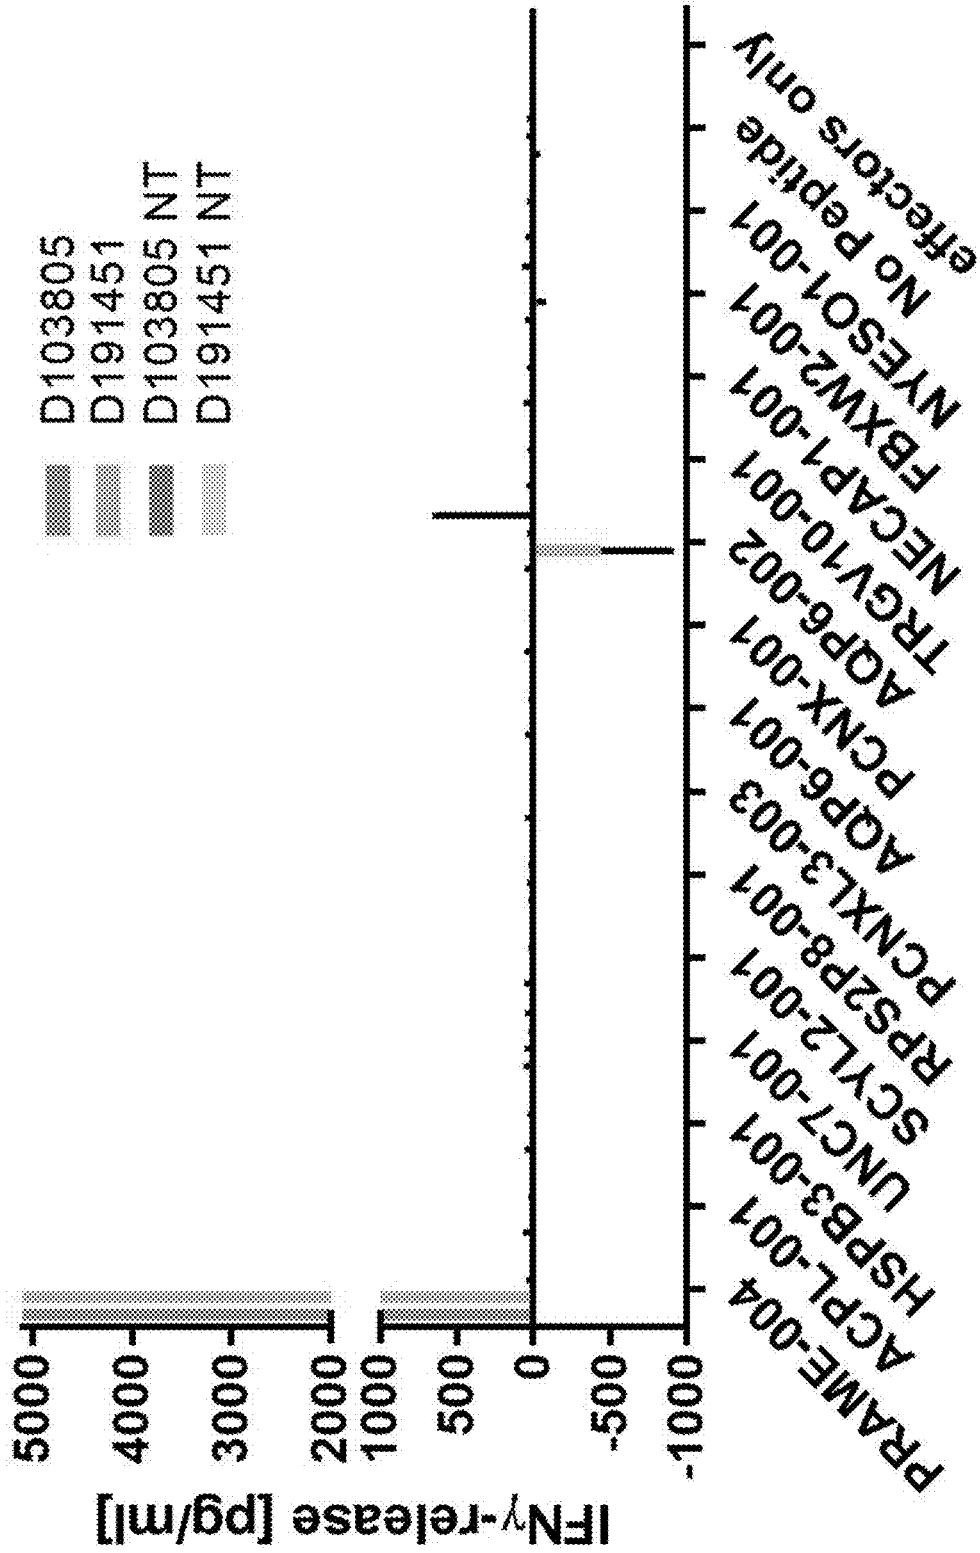 D103805
D191451
D103805 NT
D191451 NT
IFNγ-release [pg/ml]
5000
4000
3000
2000
1000
500
0
-500
-1000
PRAME-004
ACPL-001
HSPB3-001
UNC7-001
SCYL2-001
RPS2P8-001
PCNXL3-003
AQP6-001
PCNX-001
AQP6-002
TRGV10-001
NECAP1-001
FBXW2-001
NYESO1-001
No Peptide
effectors only